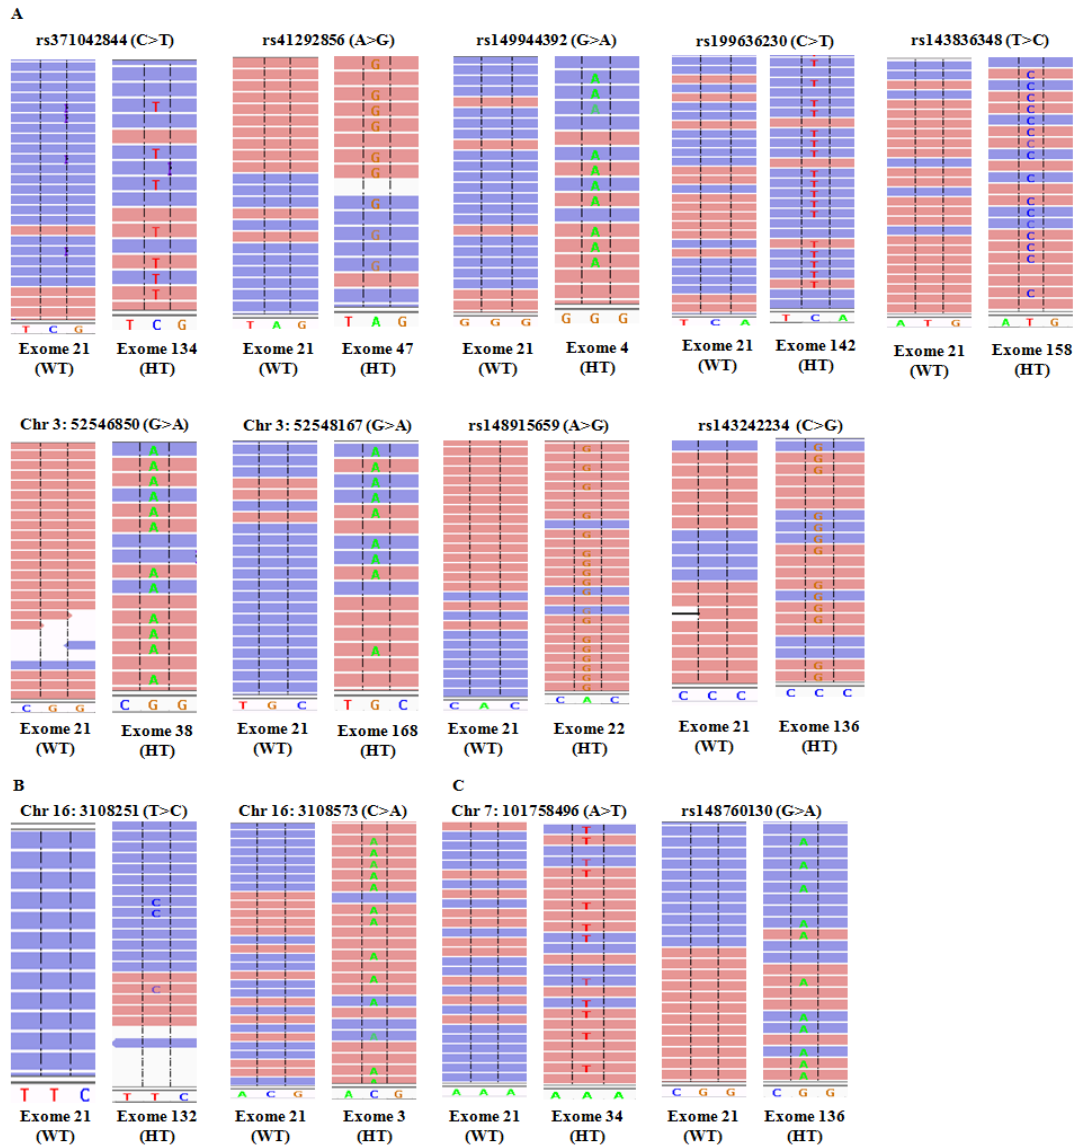 A
rs371042844 (C>T) rs41292856 (A>G) rs149944392 (G>A) rs199636230 (C>T) rs143836348 (T>C)
T C G T C G T A G T A G G G G G G G T C A T C A A T G A T G
Exome 21 Exome 134 Exome 21 Exome 47 Exome 21 Exome 4 Exome 21 Exome 142 Exome 21 Exome 158
(WT) (HT) (WT) (HT) (WT) (HT) (WT) (HT) (WT) (HT)
Chr 3: 52546850 (G>A) Chr 3: 52548167 (G>A) rs148915659 (A>G) rs143242234 (C>G)
C G G C G G T G C T G C C A C C A C C C C C C C
Exome 21 Exome 38 Exome 21 Exome 168 Exome 21 Exome 22 Exome 21 Exome 136
(WT) (HT) (WT) (HT) (WT) (HT) (WT) (HT)
B C
Chr 16: 3108251 (T>C) Chr 16: 3108573 (C>A) Chr 7: 101758496 (A>T) rs148760130 (G>A)
T T C T T C A C G A C G A A A A A A C G G C G G
Exome 21 Exome 132 Exome 21 Exome 3 Exome 21 Exome 34 Exome 21 Exome 136
(WT) (HT) (WT) (HT) (WT) (HT) (WT) (HT)